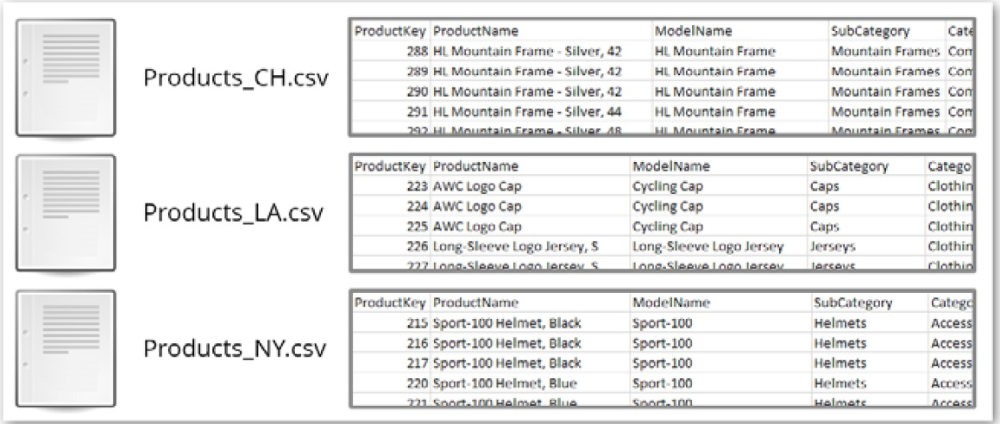 Products_CH.csv
ProductKey ProductName ModelName SubCategory Cate
288 HL Mountain Frame - Silver, 42 HL Mountain Frame Mountain Frames Com
289 HL Mountain Frame - Silver, 42 HL Mountain Frame Mountain Frames Com
290 HL Mountain Frame - Silver, 42 HL Mountain Frame Mountain Frames Com
291 HL Mountain Frame - Silver, 44 HL Mountain Frame Mountain Frames Com
292 HL Mountain Frame - Silver, 48 HL Mountain Frame Mountain Frames Com
Products_LA.csv
ProductKey ProductName ModelName SubCategory Catego
223 AWC Logo Cap Cycling Cap Caps Clothin
224 AWC Logo Cap Cycling Cap Caps Clothin
225 AWC Logo Cap Cycling Cap Caps Clothin
226 Long-Sleeve Logo Jersey, S Long-Sleeve Logo Jersey Jerseys Clothin
227 Long-Sleeve Logo Jersey, S Long-Sleeve Logo Jersey Jerseys Clothin
Products_NY.csv
ProductKey ProductName ModelName SubCategory Catego
215 Sport-100 Helmet, Black Sport-100 Helmets Access
216 Sport-100 Helmet, Black Sport-100 Helmets Access
217 Sport-100 Helmet, Black Sport-100 Helmets Access
220 Sport-100 Helmet, Blue Sport-100 Helmets Access
221 Sport-100 Helmet, Blue Sport-100 Helmets Access